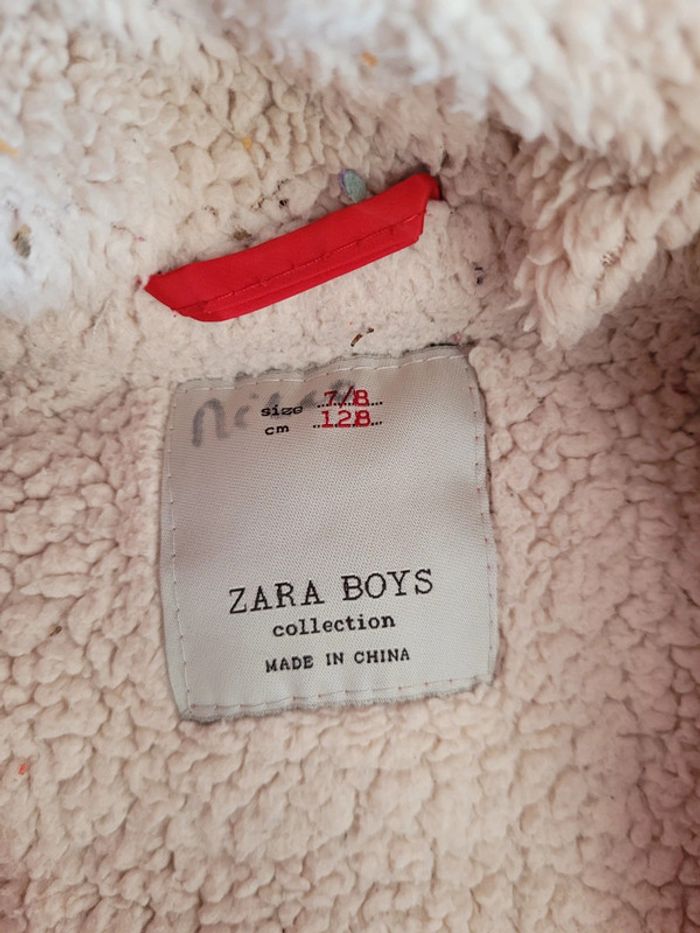 size 7/8
cm 128
ZARA BOYS
collection
MADE IN CHINA